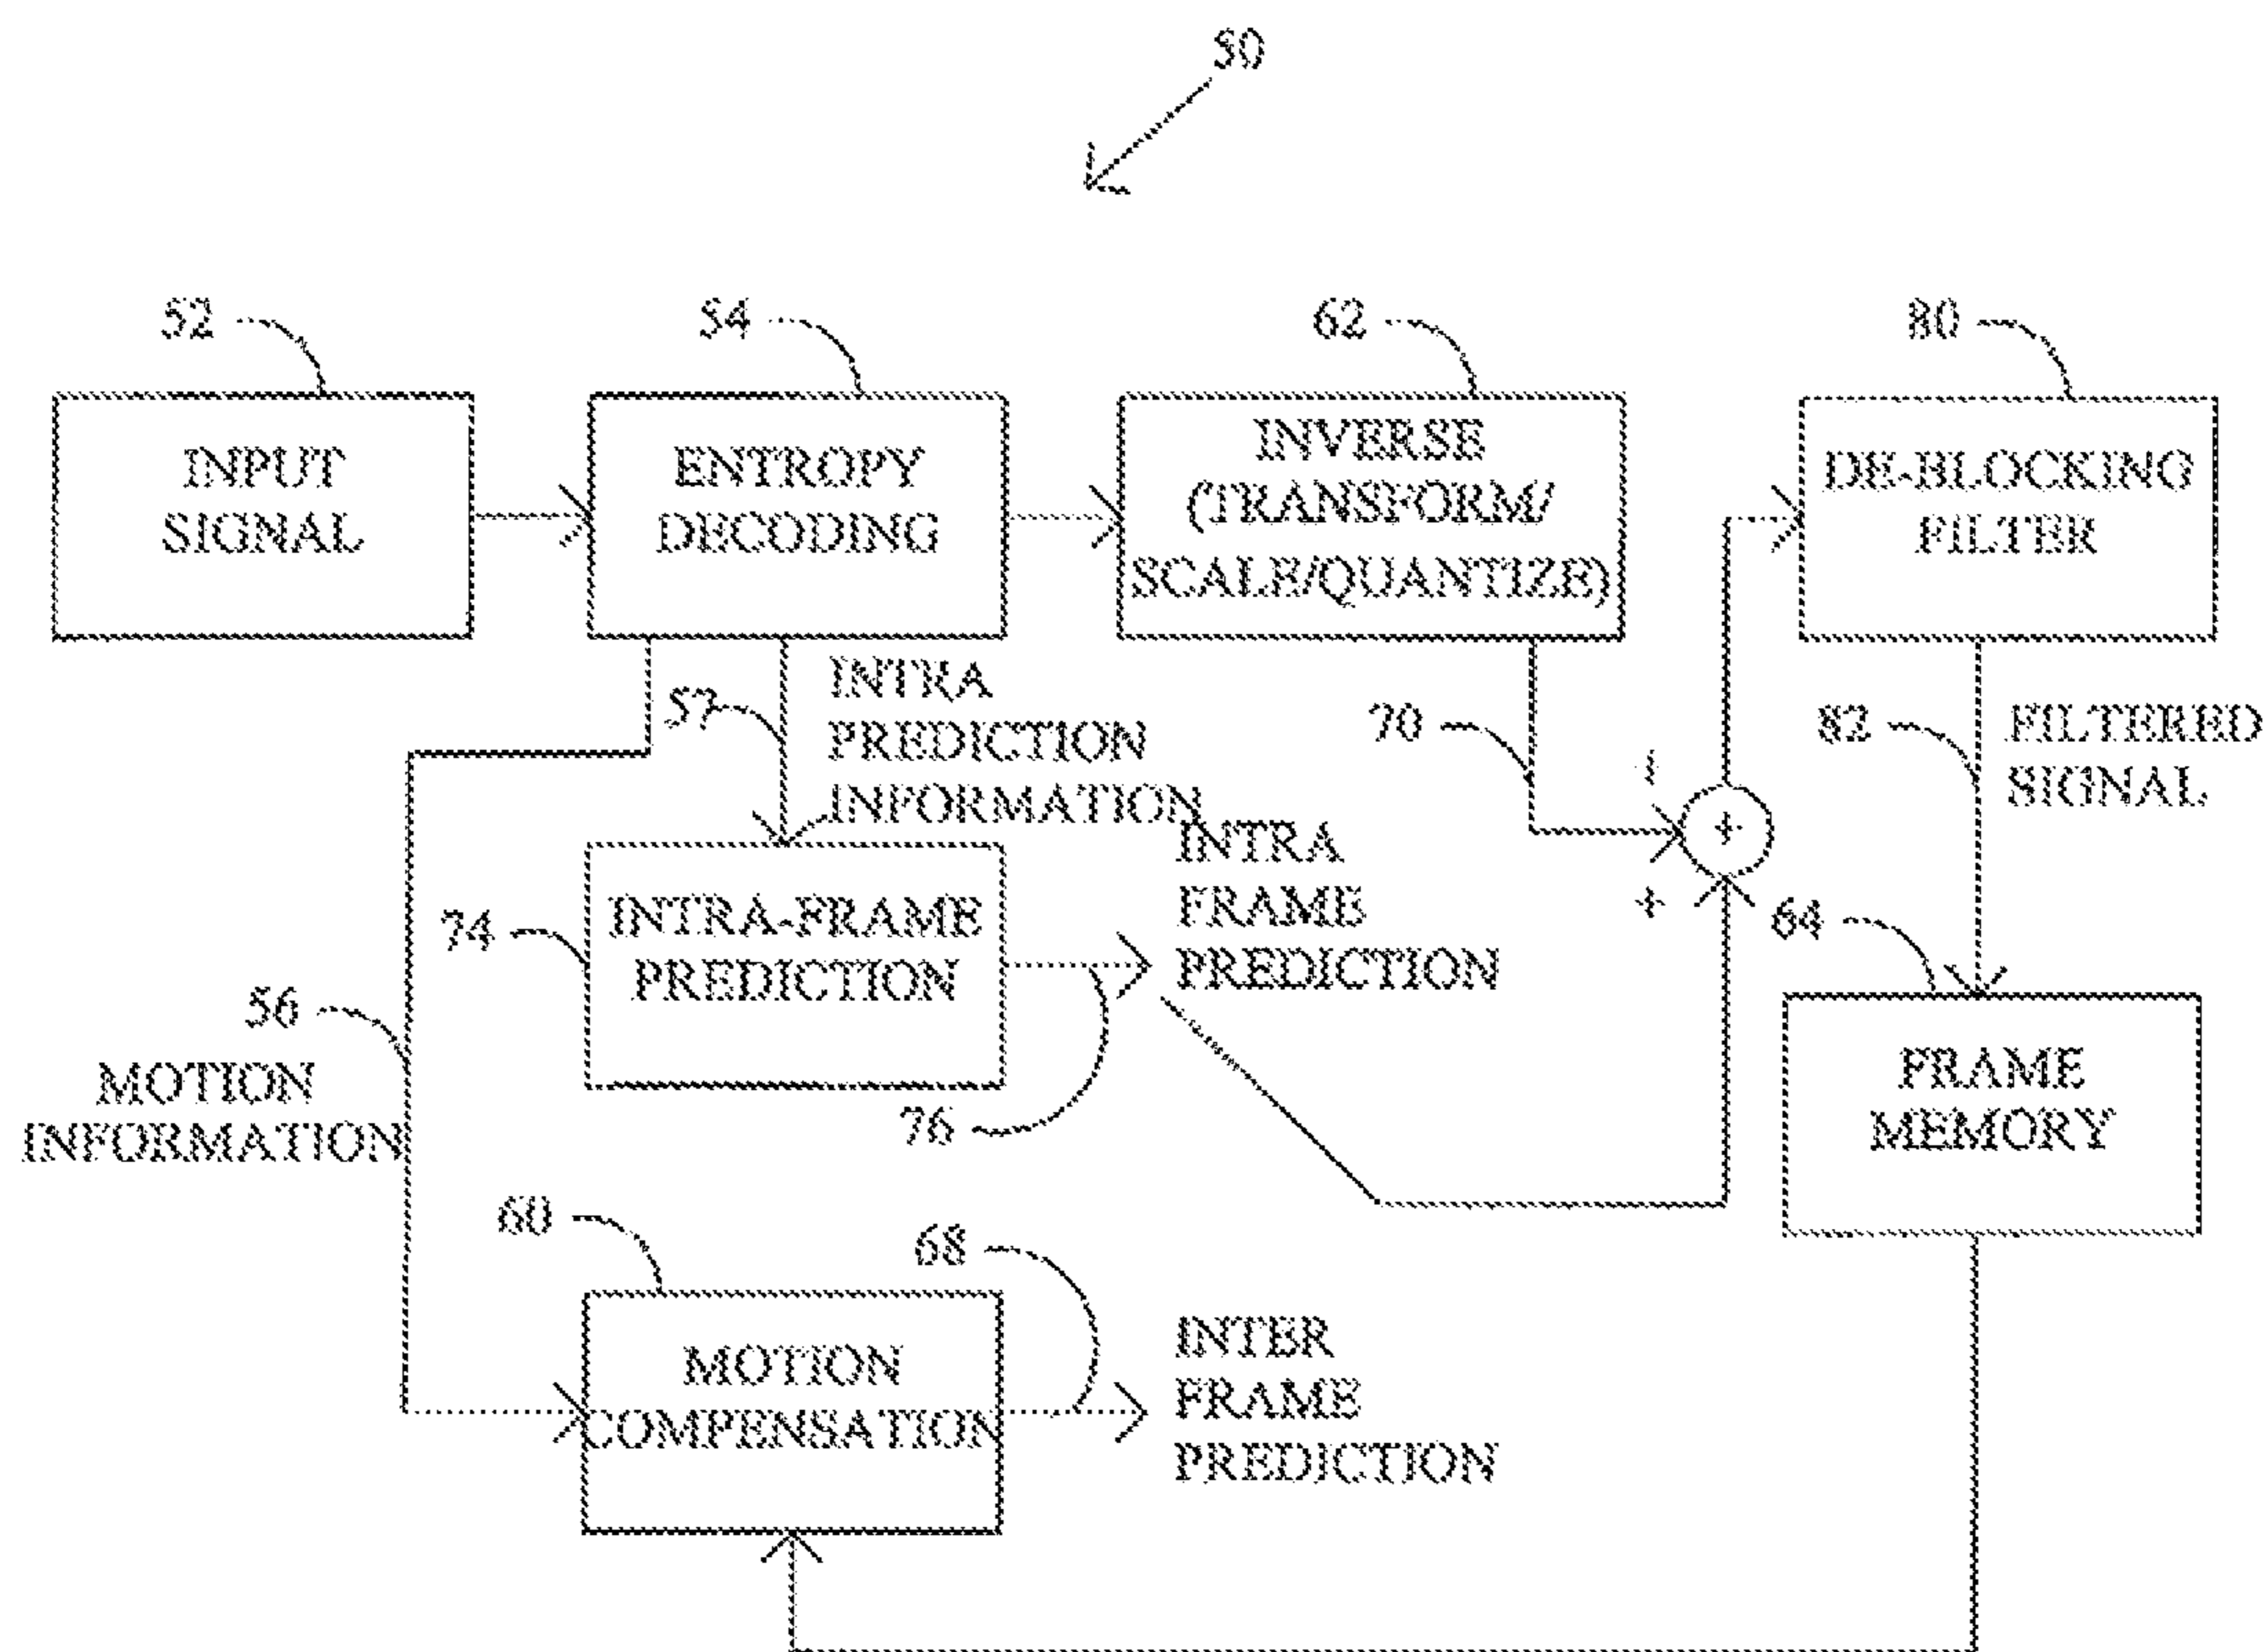 50
52
54
62
80
INPUT
SIGNAL
ENTROPY
DECODING
INVERSE
(TRANSFORM/
SCALE/QUANTIZE)
DE-BLOCKING
FILTER
57
INTRA
PREDICTION
INFORMATION
70
+
+
+
82
FILTERED
SIGNAL
74
INTRA-FRAME
PREDICTION
INTRA
FRAME
PREDICTION
76
64
FRAME
MEMORY
56
MOTION
INFORMATION
60
68
MOTION
COMPENSATION
INTER
FRAME
PREDICTION